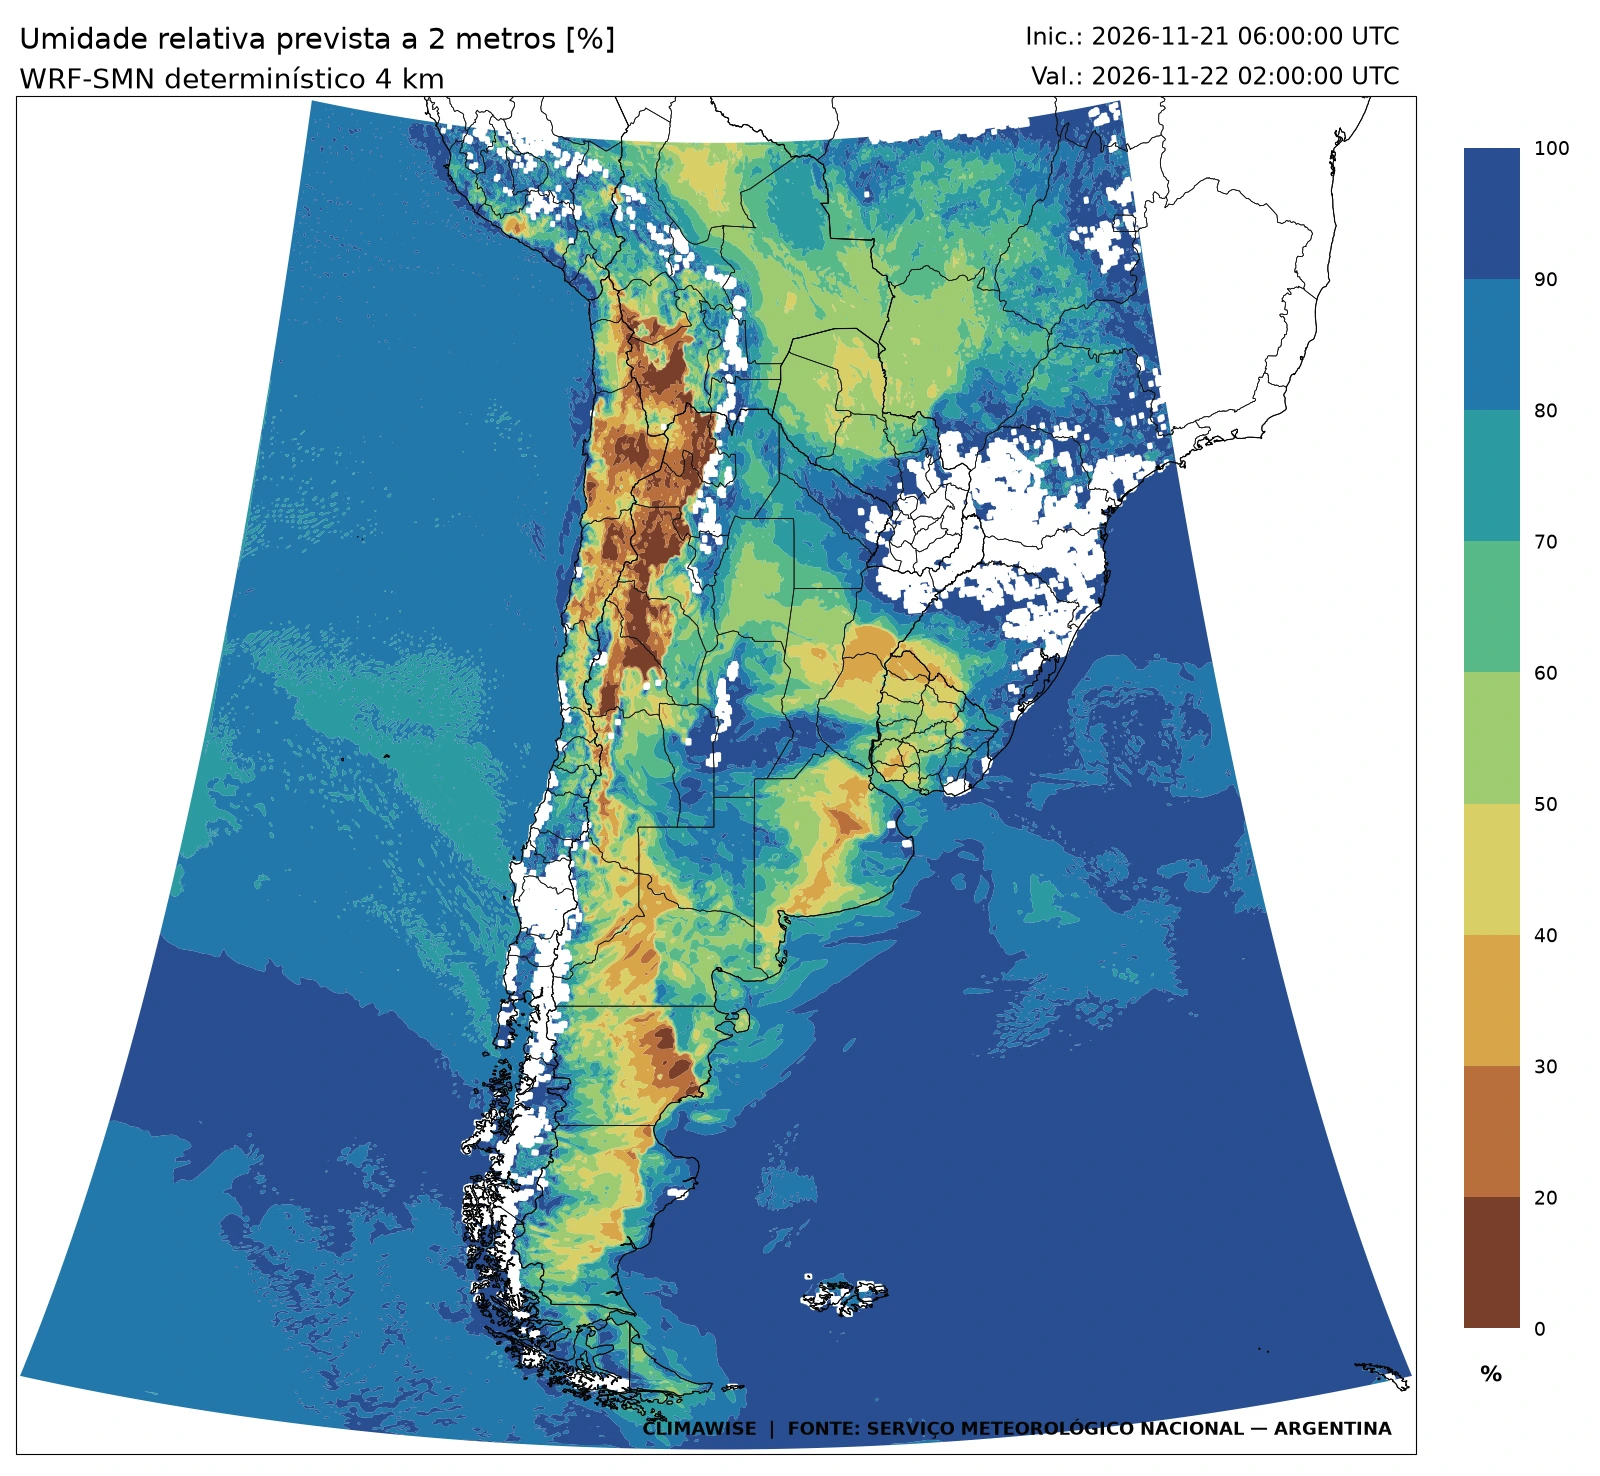 Umidade relativa prevista a 2 metros [%]
WRF-SMN determinístico 4 km
Inic.: 2026-11-21 06:00:00 UTC
Val.: 2026-11-22 02:00:00 UTC
100
90
80
70
60
50
40
30
20
0
%
CLIMAWISE | FONTE: SERVIÇO METEOROLÓGICO NACIONAL — ARGENTINA